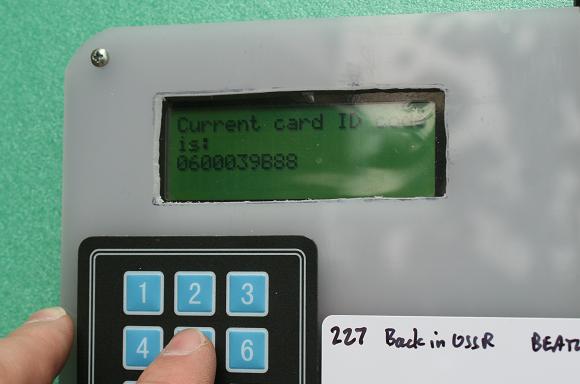 Current card ID
is:
0600039B88
1 2 3
4 6
227 Back in USSR